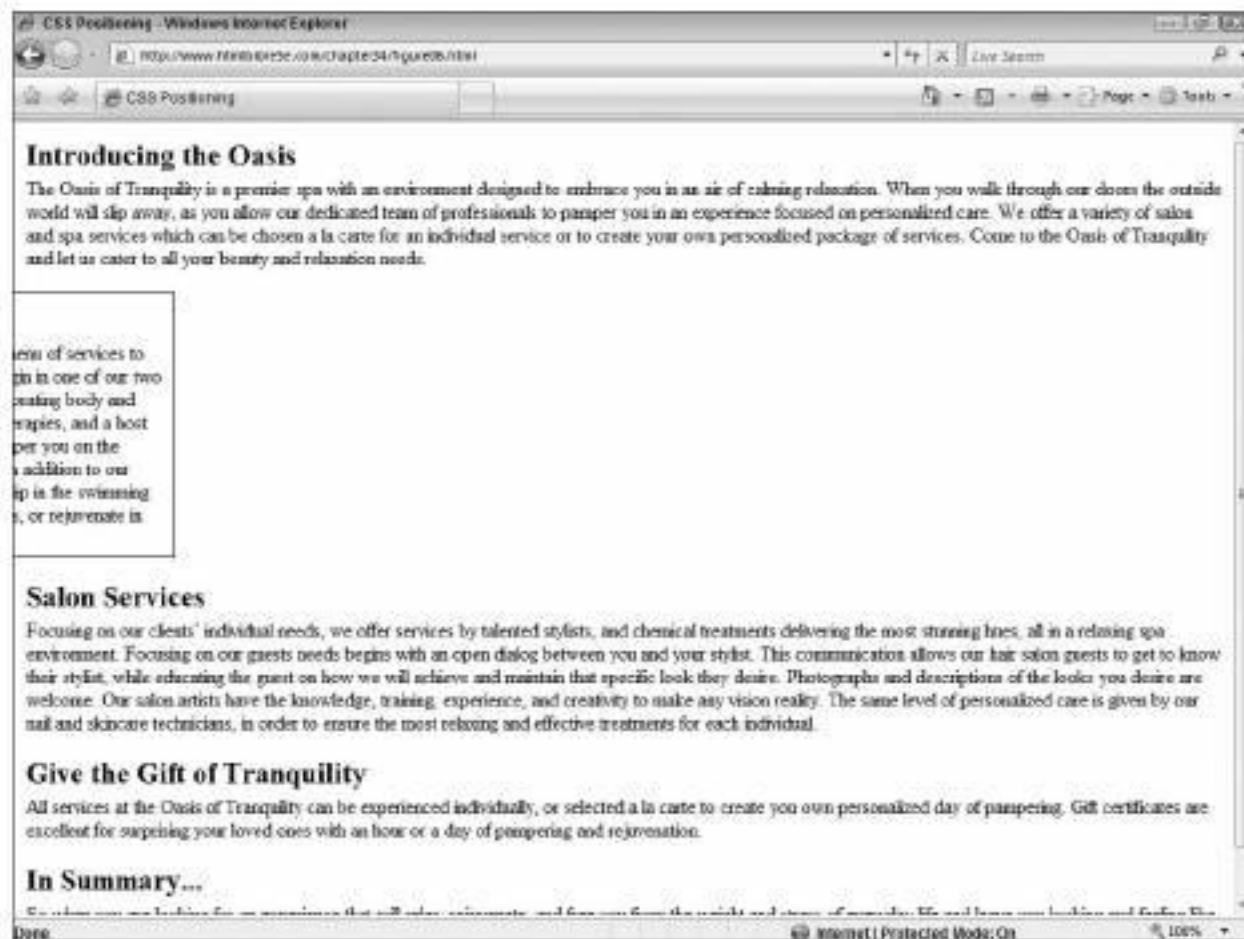 CSS Positioning - Windows Internet Explorer
Live Search
CSS Positioning
Page Tools
Introducing the Oasis
The Oasis of Tranquility is a premier spa with an environment designed to embrace you in an air of calming relaxation. When you walk through our doors the outside
world will slip away, as you allow our dedicated team of professionals to pamper you in an experience focused on personalized care. We offer a variety of salon
and spa services which can be chosen a la carte for an individual service or to create your own personalized package of services. Come to the Oasis of Tranquility
and let us cater to all your beauty and relaxation needs.
enu of services to
gin in one of our two
orating body and
erapies, and a host
per you on the
n addition to our
lip in the swimming
s, or rejuvenate in
Salon Services
Focusing on our clients' individual needs, we offer services by talented stylists, and chemical treatments delivering the most stunning hues, all in a relaxing spa
environment. Focusing on our guests needs begins with an open dialog between you and your stylist. This communication allows our hair salon guests to get to know
their stylist, while educating the guest on how we will achieve and maintain that specific look they desire. Photographs and descriptions of the looks you desire are
welcome. Our salon artists have the knowledge, training, experience, and creativity to make any vision reality. The same level of personalized care is given by our
nail and skincare technicians, in order to ensure the most relaxing and effective treatments for each individual.
Give the Gift of Tranquility
All services at the Oasis of Tranquility can be experienced individually, or selected a la carte to create you own personalized day of pampering. Gift certificates are
excellent for surprising your loved ones with an hour or a day of pampering and rejuvenation.
In Summary...
Done
Internet | Protected Mode: On
100%